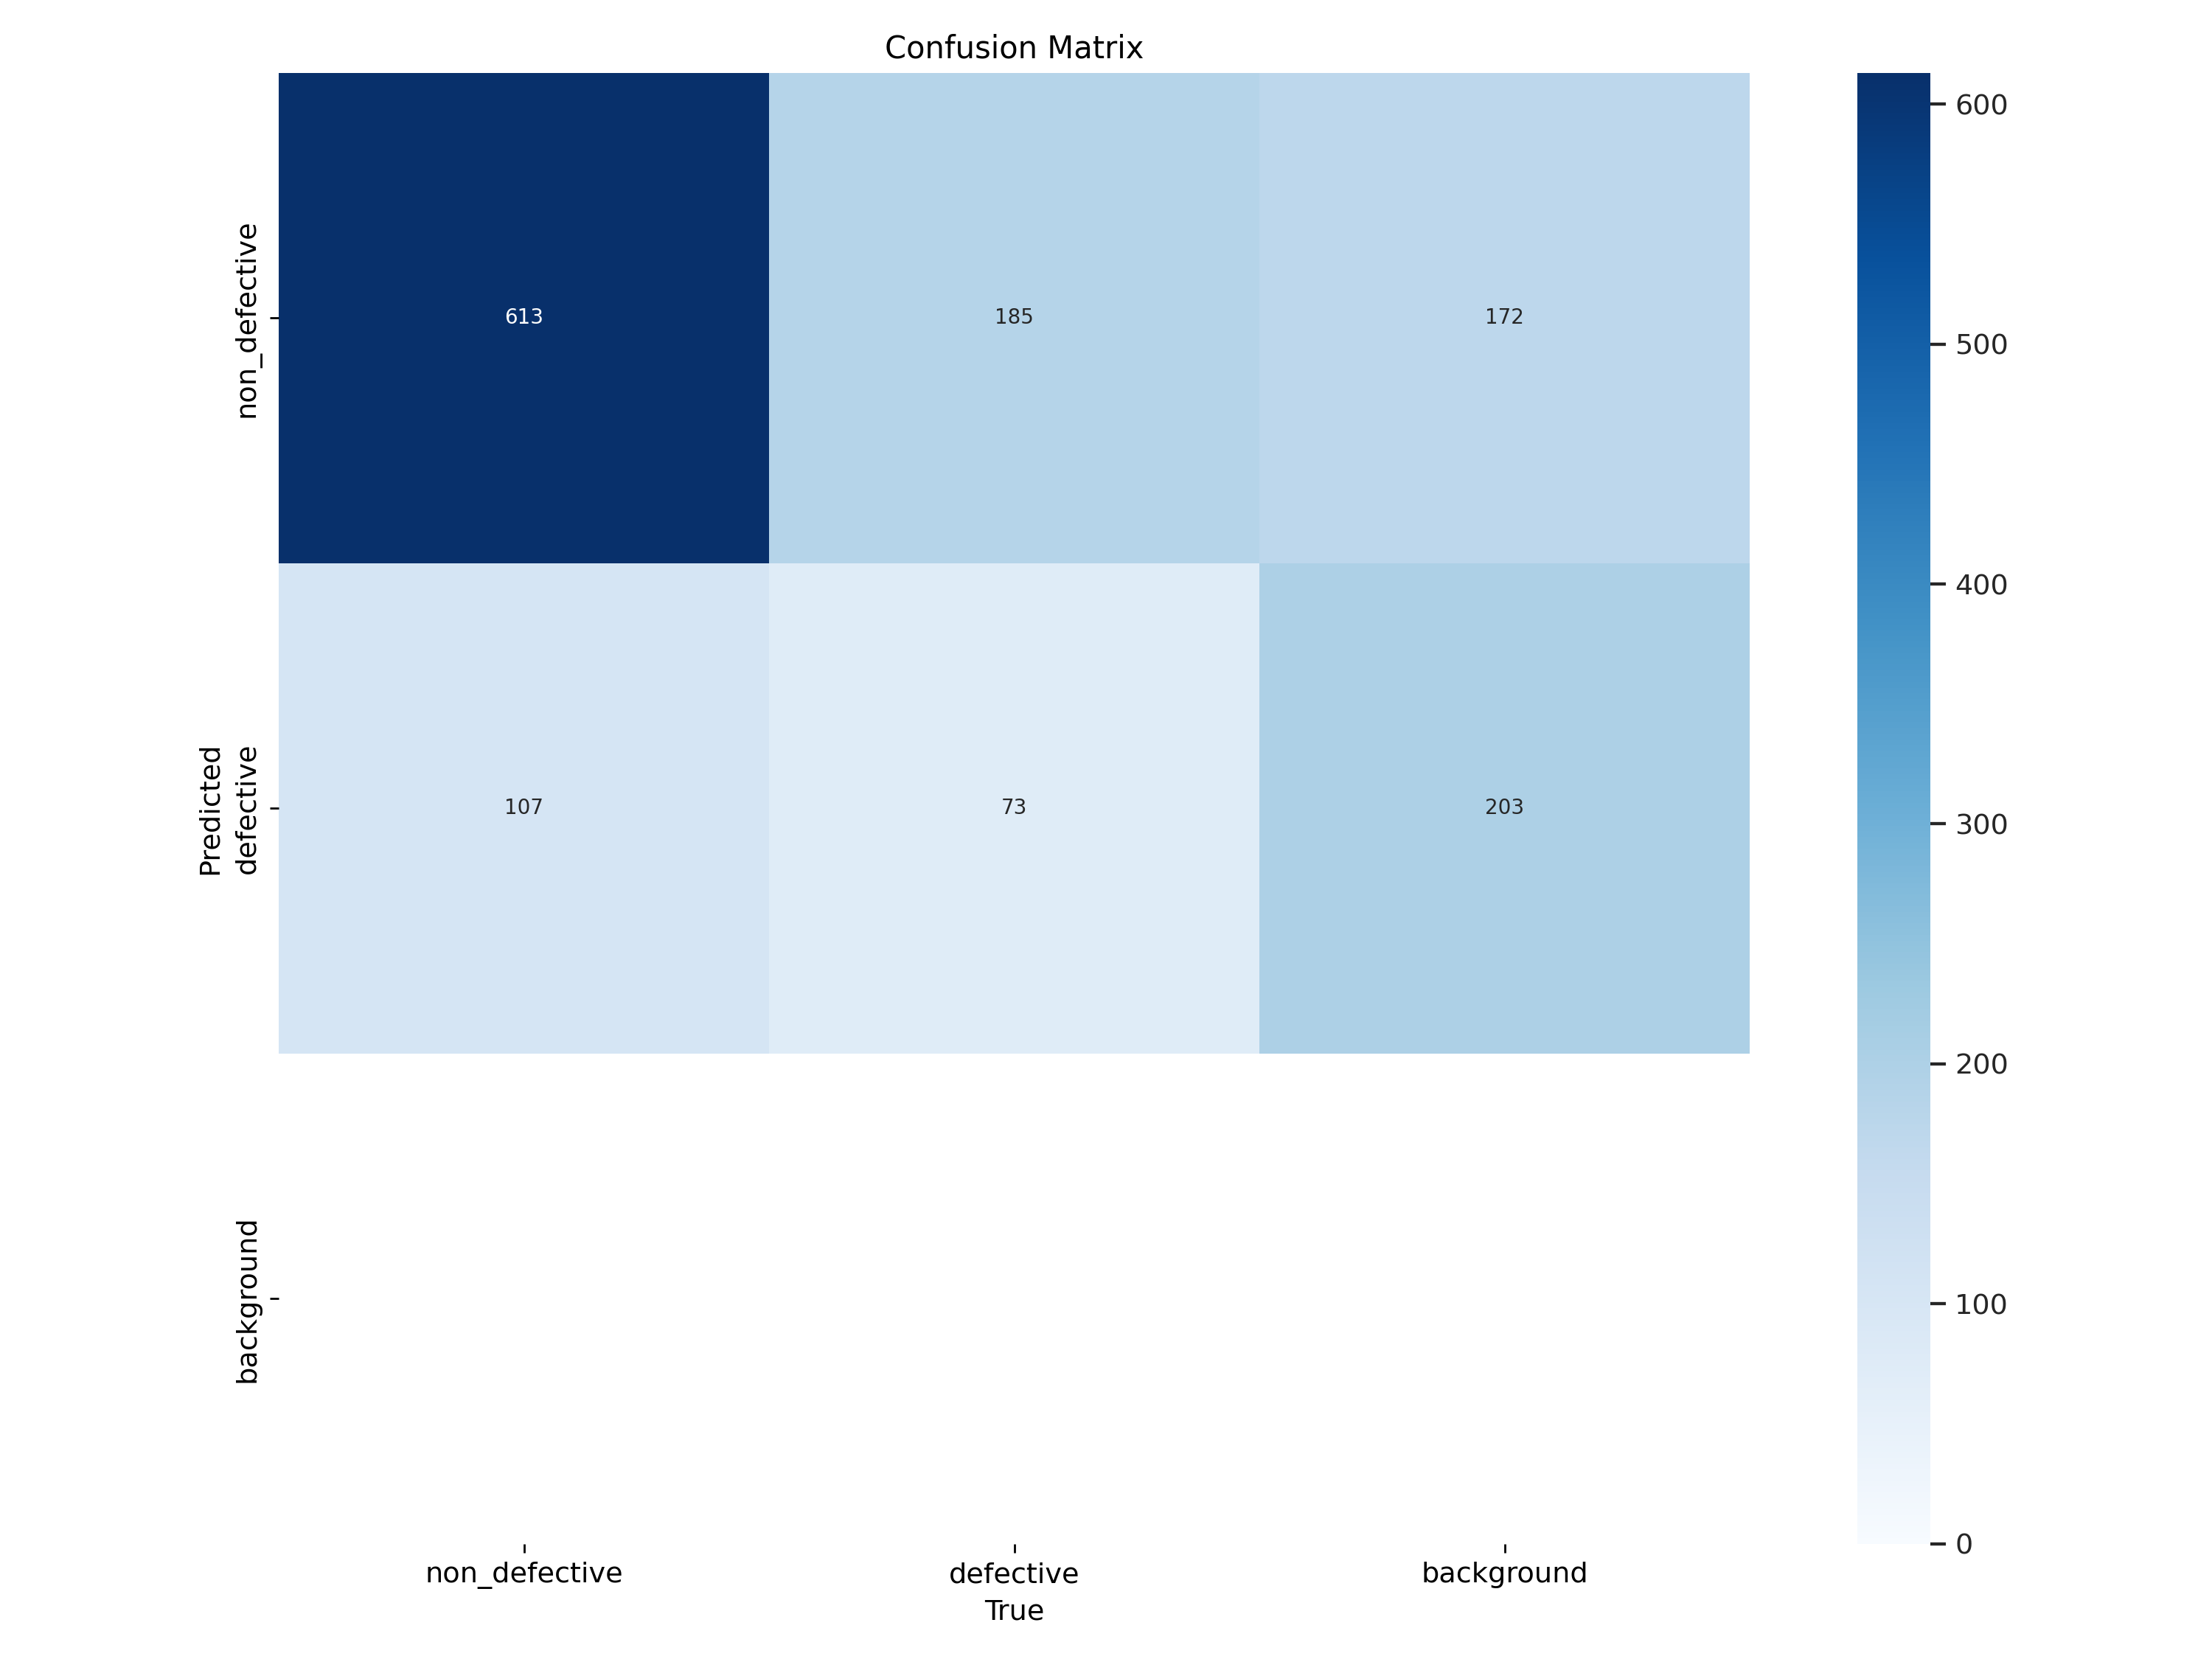 Confusion Matrix
non_defective
613
185
172
600
500
400
300
200
100
0
Predicted
defective
107
73
203
background
non_defective
defective
background
True